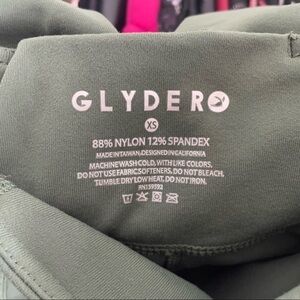 GLYDER
XS
88% NYLON 12% SPANDEX
MADE IN TAIWAN. DESIGNED IN CALIFORNIA
MACHINE WASH COLD, WITH LIKE COLORS.
DO NOT USE FABRIC SOFTENERS. DO NOT BLEACH.
TUMBLE DRY LOW HEAT. DO NOT IRON.
RN139392